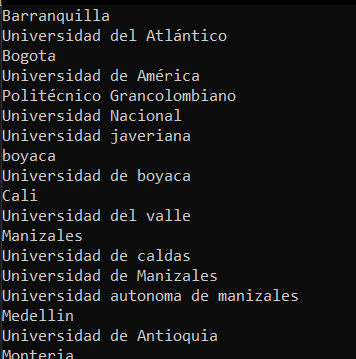 Barranquilla
Universidad del Atlántico
Bogota
Universidad de América
Politécnico Grancolombiano
Universidad Nacional
Universidad javeriana
boyaca
Universidad de boyaca
Cali
Universidad del valle
Manizales
Universidad de caldas
Universidad de Manizales
Universidad autonoma de manizales
Medellin
Universidad de Antioquia
Monteria